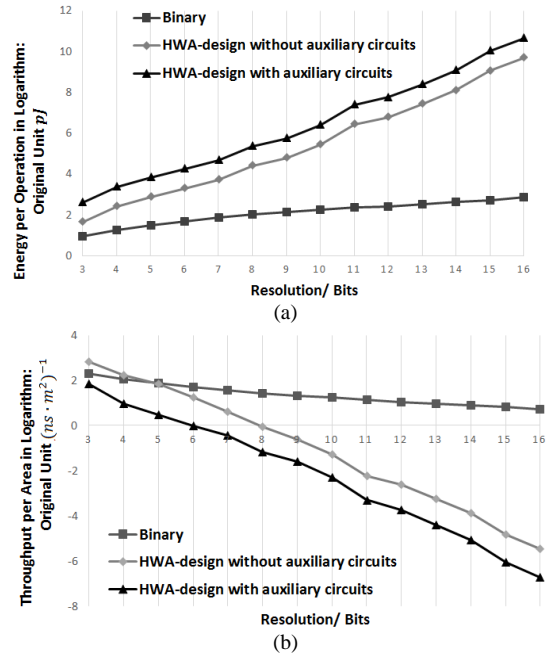 Energy per Operation in Logarithm:
Original Unit pJ
12
10
8
6
4
2
0
Binary
HWA-design without auxiliary circuits
HWA-design with auxiliary circuits
3 4 5 6 7 8 9 10 11 12 13 14 15 16
Resolution/ Bits
(a)
Throughput per Area in Logarithm:
Original Unit (ns · m²)⁻¹
4
2
0
-2
-4
-6
-8
3 4 5 6 7 8 9 10 11 12 13 14 15 16
Binary
HWA-design without auxiliary circuits
HWA-design with auxiliary circuits
Resolution/ Bits
(b)